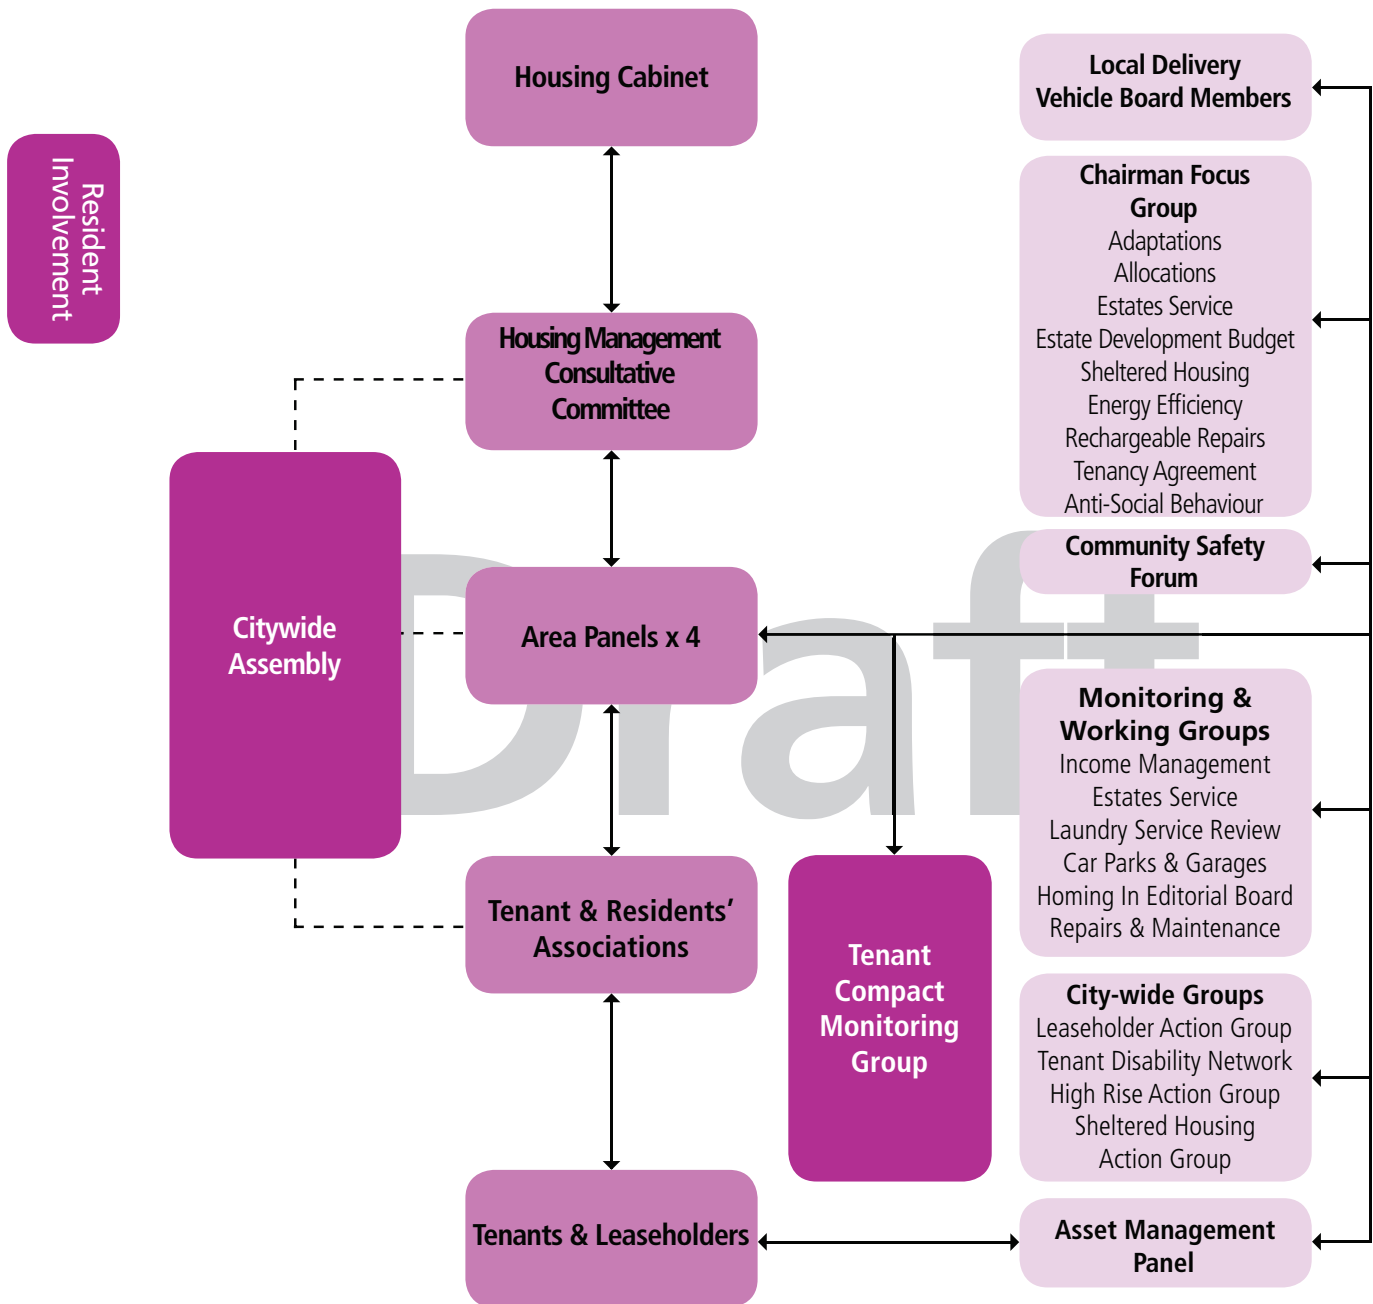 Resident
Involvement
Housing Cabinet
Housing Management
Consultative
Committee
Citywide
Assembly
Area Panels x 4
Tenant & Residents’
Associations
Tenants & Leaseholders
Tenant
Compact
Monitoring
Group
Local Delivery
Vehicle Board Members
Chairman Focus
Group
Adaptations
Allocations
Estates Service
Estate Development Budget
Sheltered Housing
Energy Efficiency
Rechargeable Repairs
Tenancy Agreement
Anti-Social Behaviour
Community Safety
Forum
Monitoring &
Working Groups
Income Management
Estates Service
Laundry Service Review
Car Parks & Garages
Homing In Editorial Board
Repairs & Maintenance
City-wide Groups
Leaseholder Action Group
Tenant Disability Network
High Rise Action Group
Sheltered Housing
Action Group
Asset Management
Panel
Draft